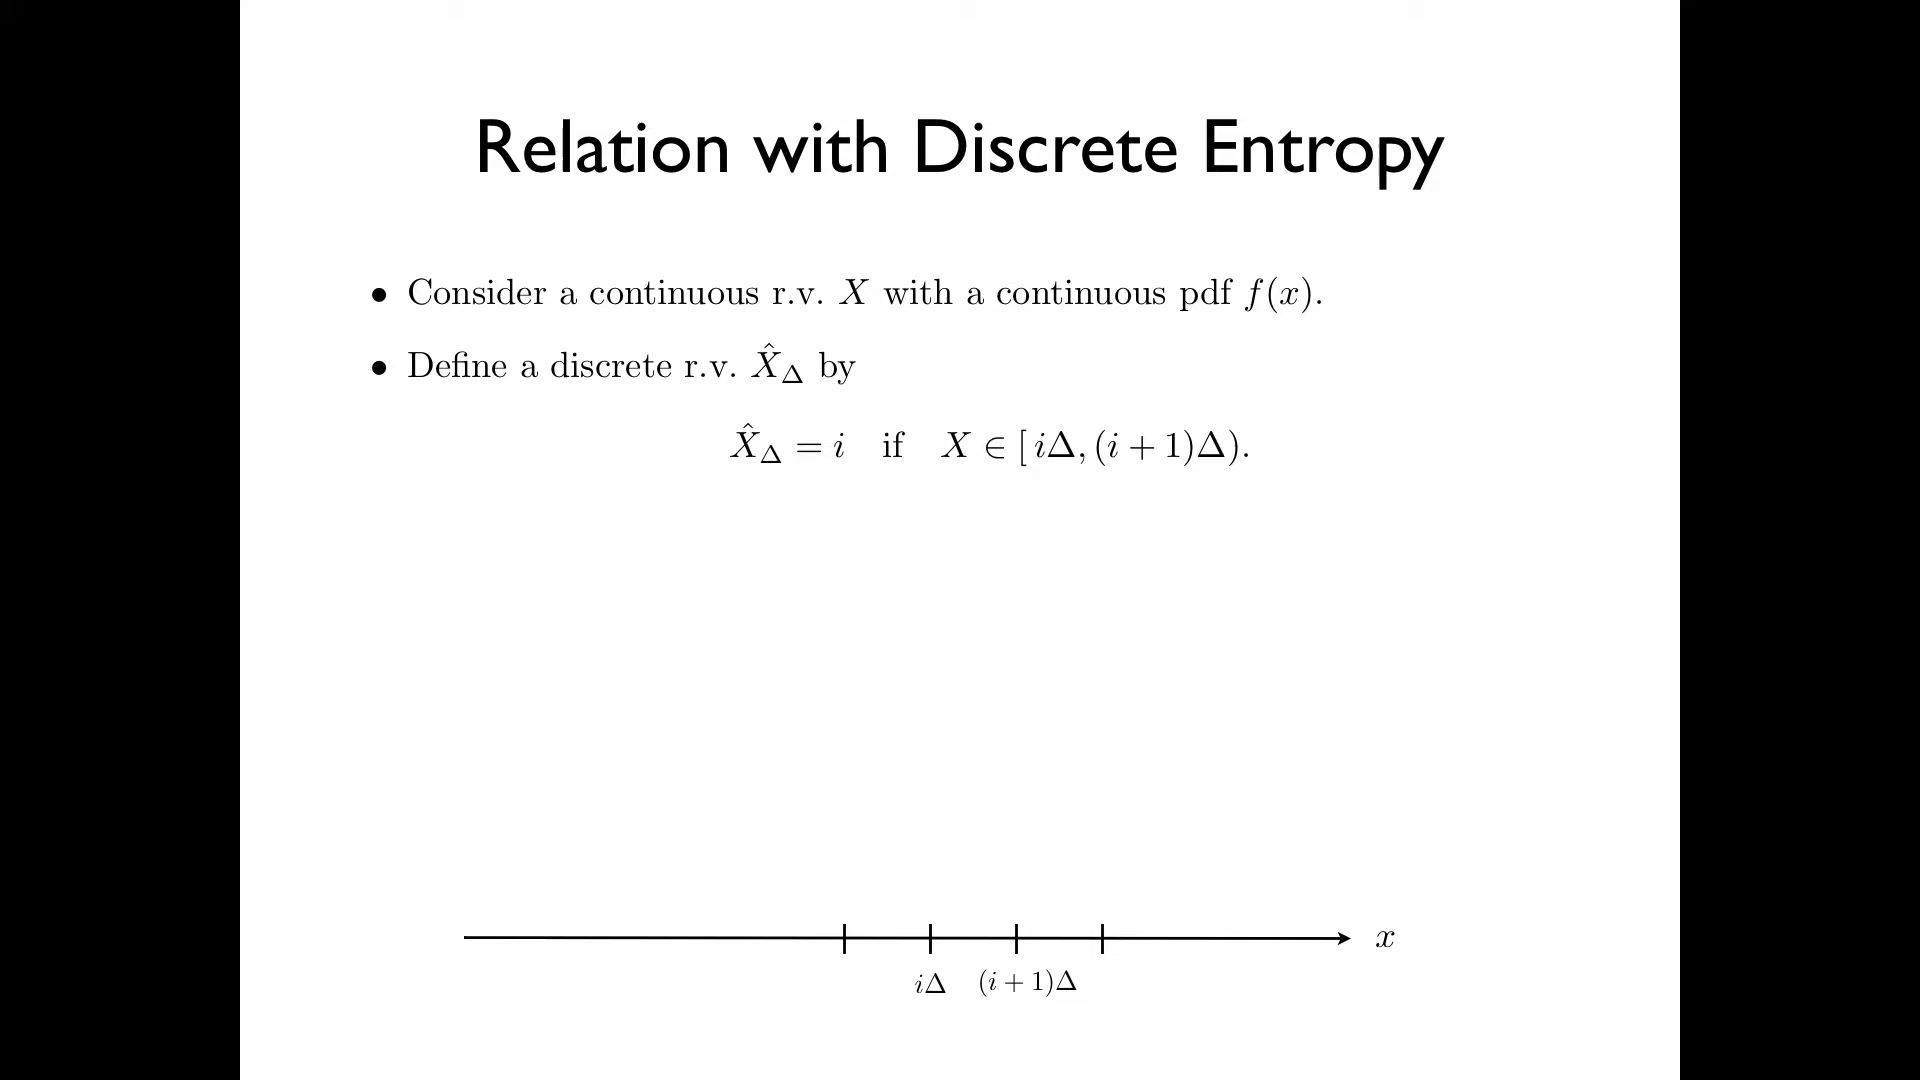 Relation with Discrete Entropy
• Consider a continuous r.v. X with a continuous pdf f(x).
• Define a discrete r.v. X̂_Δ by
X̂_Δ = i if X ∈ [iΔ, (i + 1)Δ).
x
iΔ (i + 1)Δ